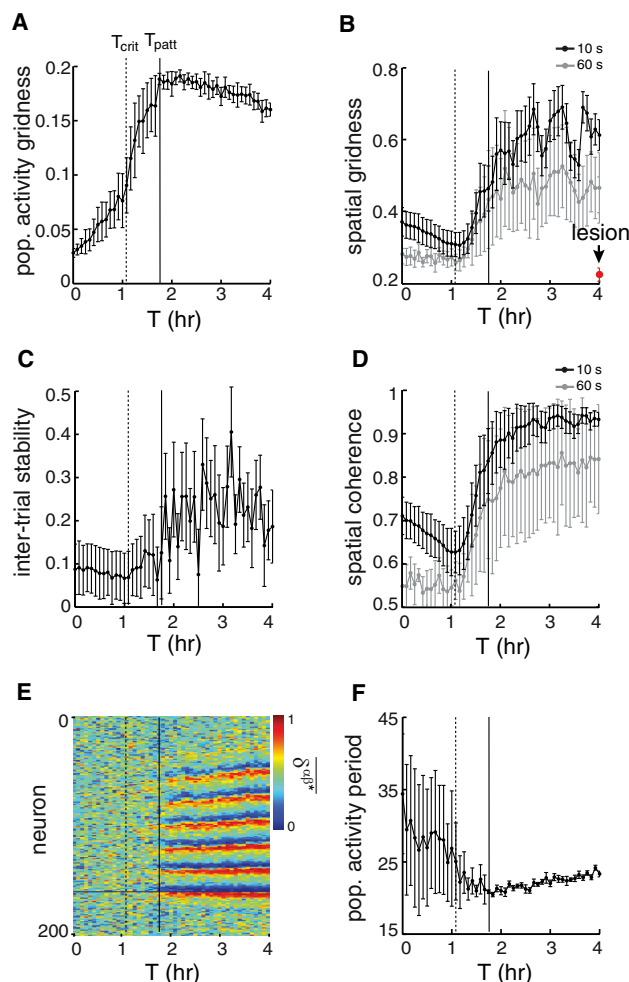 A
T_crit T_patt
pop. activity gridness
0.2
0.15
0.1
0.05
0
0 1 2 3 4
T (hr)
B
10 s
60 s
spatial gridness
0.8
0.6
0.4
0.2
lesion
0 1 2 3 4
T (hr)
C
inter-trial stability
0.5
0.4
0.3
0.2
0.1
0
0 1 2 3 4
T (hr)
D
10 s
60 s
spatial coherence
1
0.9
0.8
0.7
0.6
0.5
0 1 2 3 4
T (hr)
E
neuron
0
200
1
0
0 1 2 3 4
T (hr)
F
pop. activity period
45
35
25
15
0 1 2 3 4
T (hr)